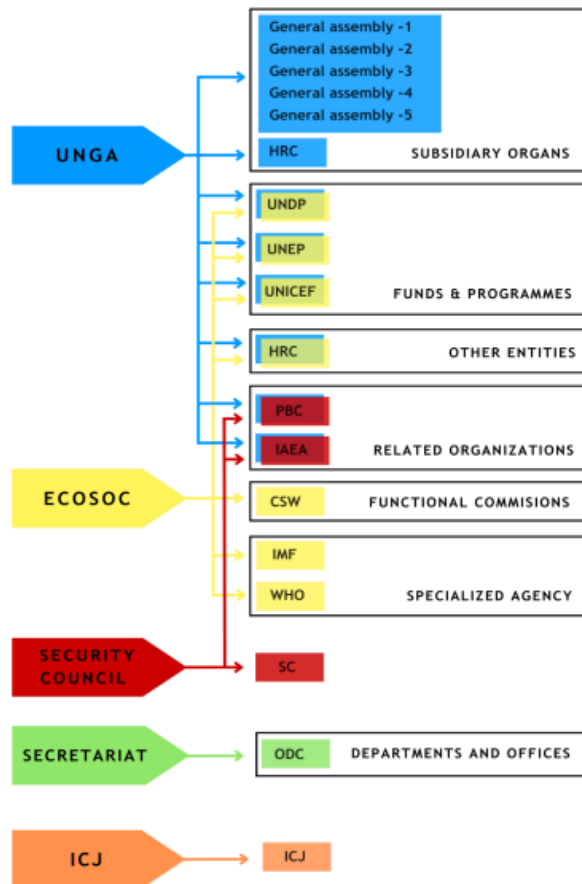 General assembly -1
General assembly -2
General assembly -3
General assembly -4
General assembly -5
UNGA
HRC
SUBSIDIARY ORGANS
UNDP
UNEP
UNICEF
FUNDS & PROGRAMMES
HRC
OTHER ENTITIES
PBC
IAEA
RELATED ORGANIZATIONS
ECOSOC
CSW
FUNCTIONAL COMMISIONS
IMF
WHO
SPECIALIZED AGENCY
SECURITY
COUNCIL
SC
SECRETARIAT
ODC
DEPARTMENTS AND OFFICES
ICJ
ICJ